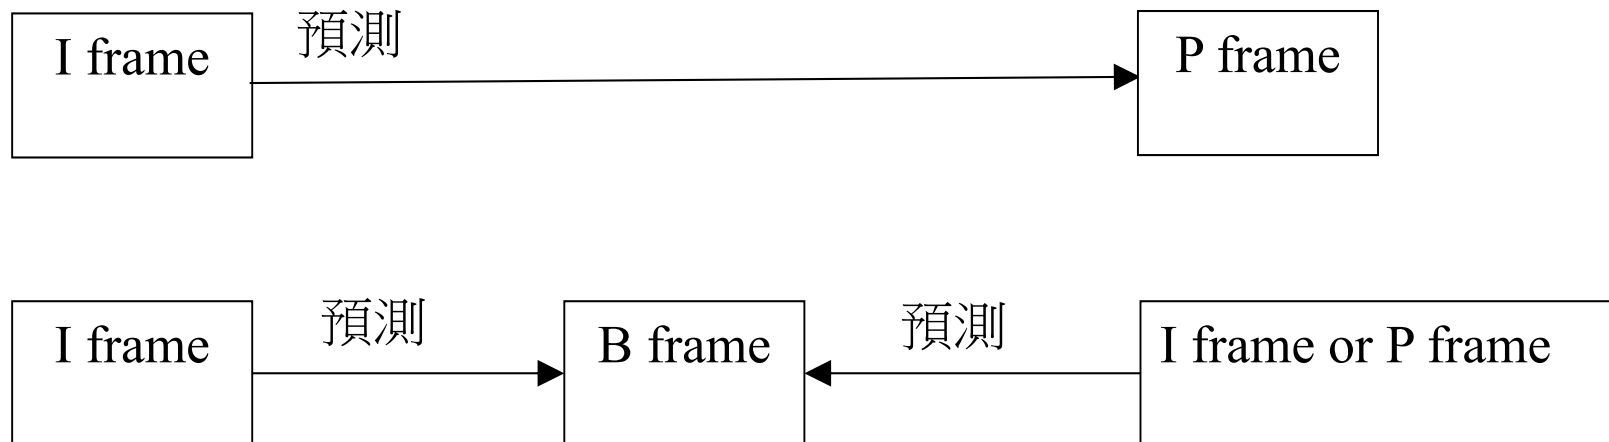 I frame
預測
P frame
I frame
預測
B frame
預測
I frame or P frame